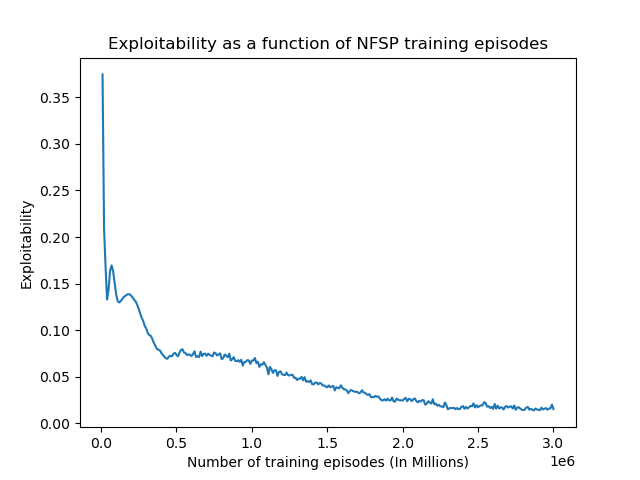 Exploitability as a function of NFSP training episodes
0.35
0.30
0.25
0.20
0.15
0.10
0.05
0.00
Exploitability
0.0 0.5 1.0 1.5 2.0 2.5 3.0
1e6
Number of training episodes (In Millions)